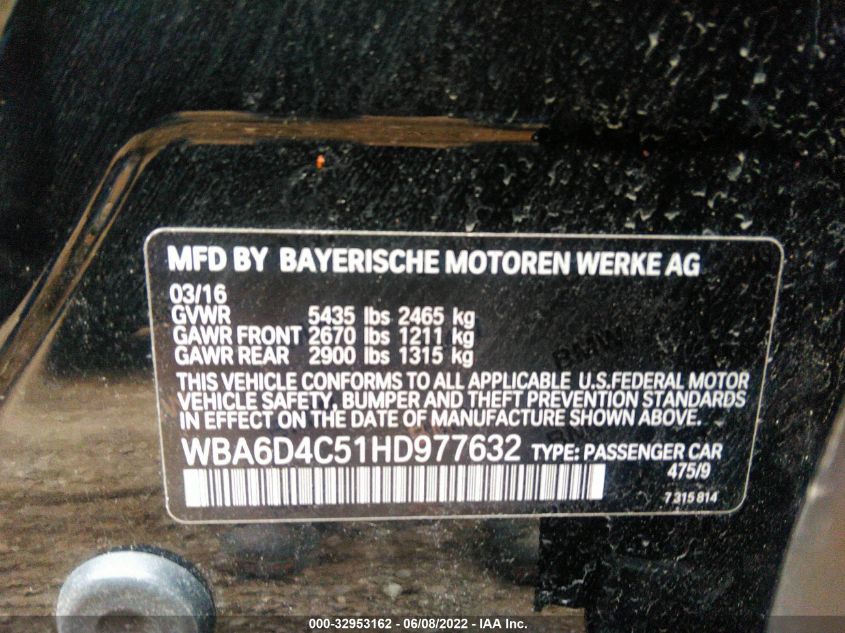 MFD BY BAYERISCHE MOTOREN WERKE AG
03/16
GVWR 5435 lbs 2465 kg
GAWR FRONT 2670 lbs 1211 kg
GAWR REAR 2900 lbs 1315 kg
THIS VEHICLE CONFORMS TO ALL APPLICABLE U.S.FEDERAL MOTOR
VEHICLE SAFETY, BUMPER AND THEFT PREVENTION STANDARDS
IN EFFECT ON THE DATE OF MANUFACTURE SHOWN ABOVE.
WBA6D4C51HD977632 TYPE: PASSENGER CAR
475/9
7 315 814
000-32953162 - 06/08/2022 - IAA Inc.